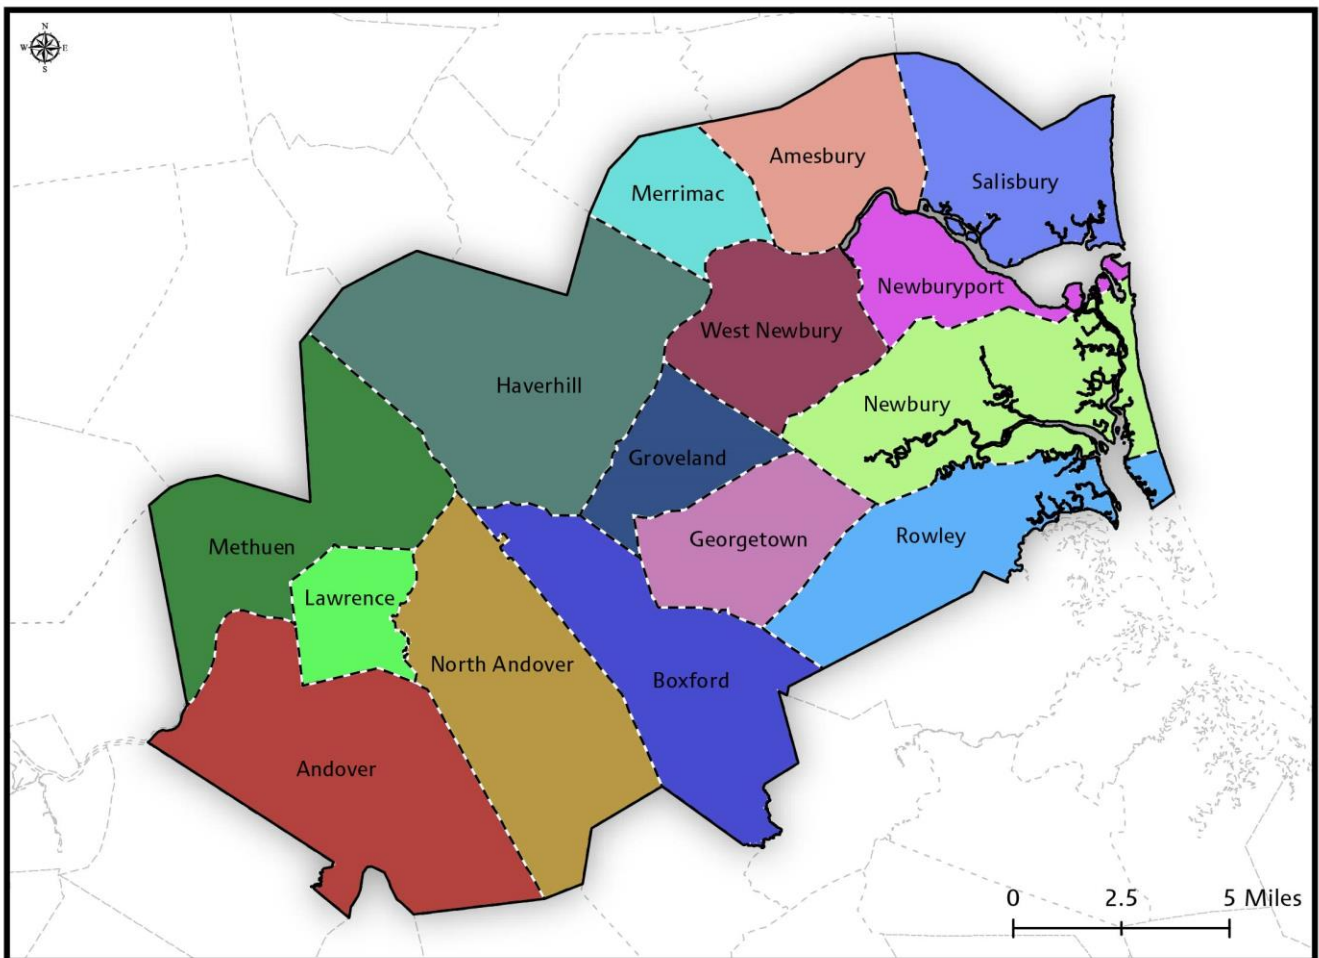 N
W E
S
Amesbury
Salisbury
Merrimac
Newburyport
West Newbury
Haverhill
Newbury
Groveland
Georgetown
Rowley
Methuen
Lawrence
North Andover
Boxford
Andover
0 2.5 5 Miles